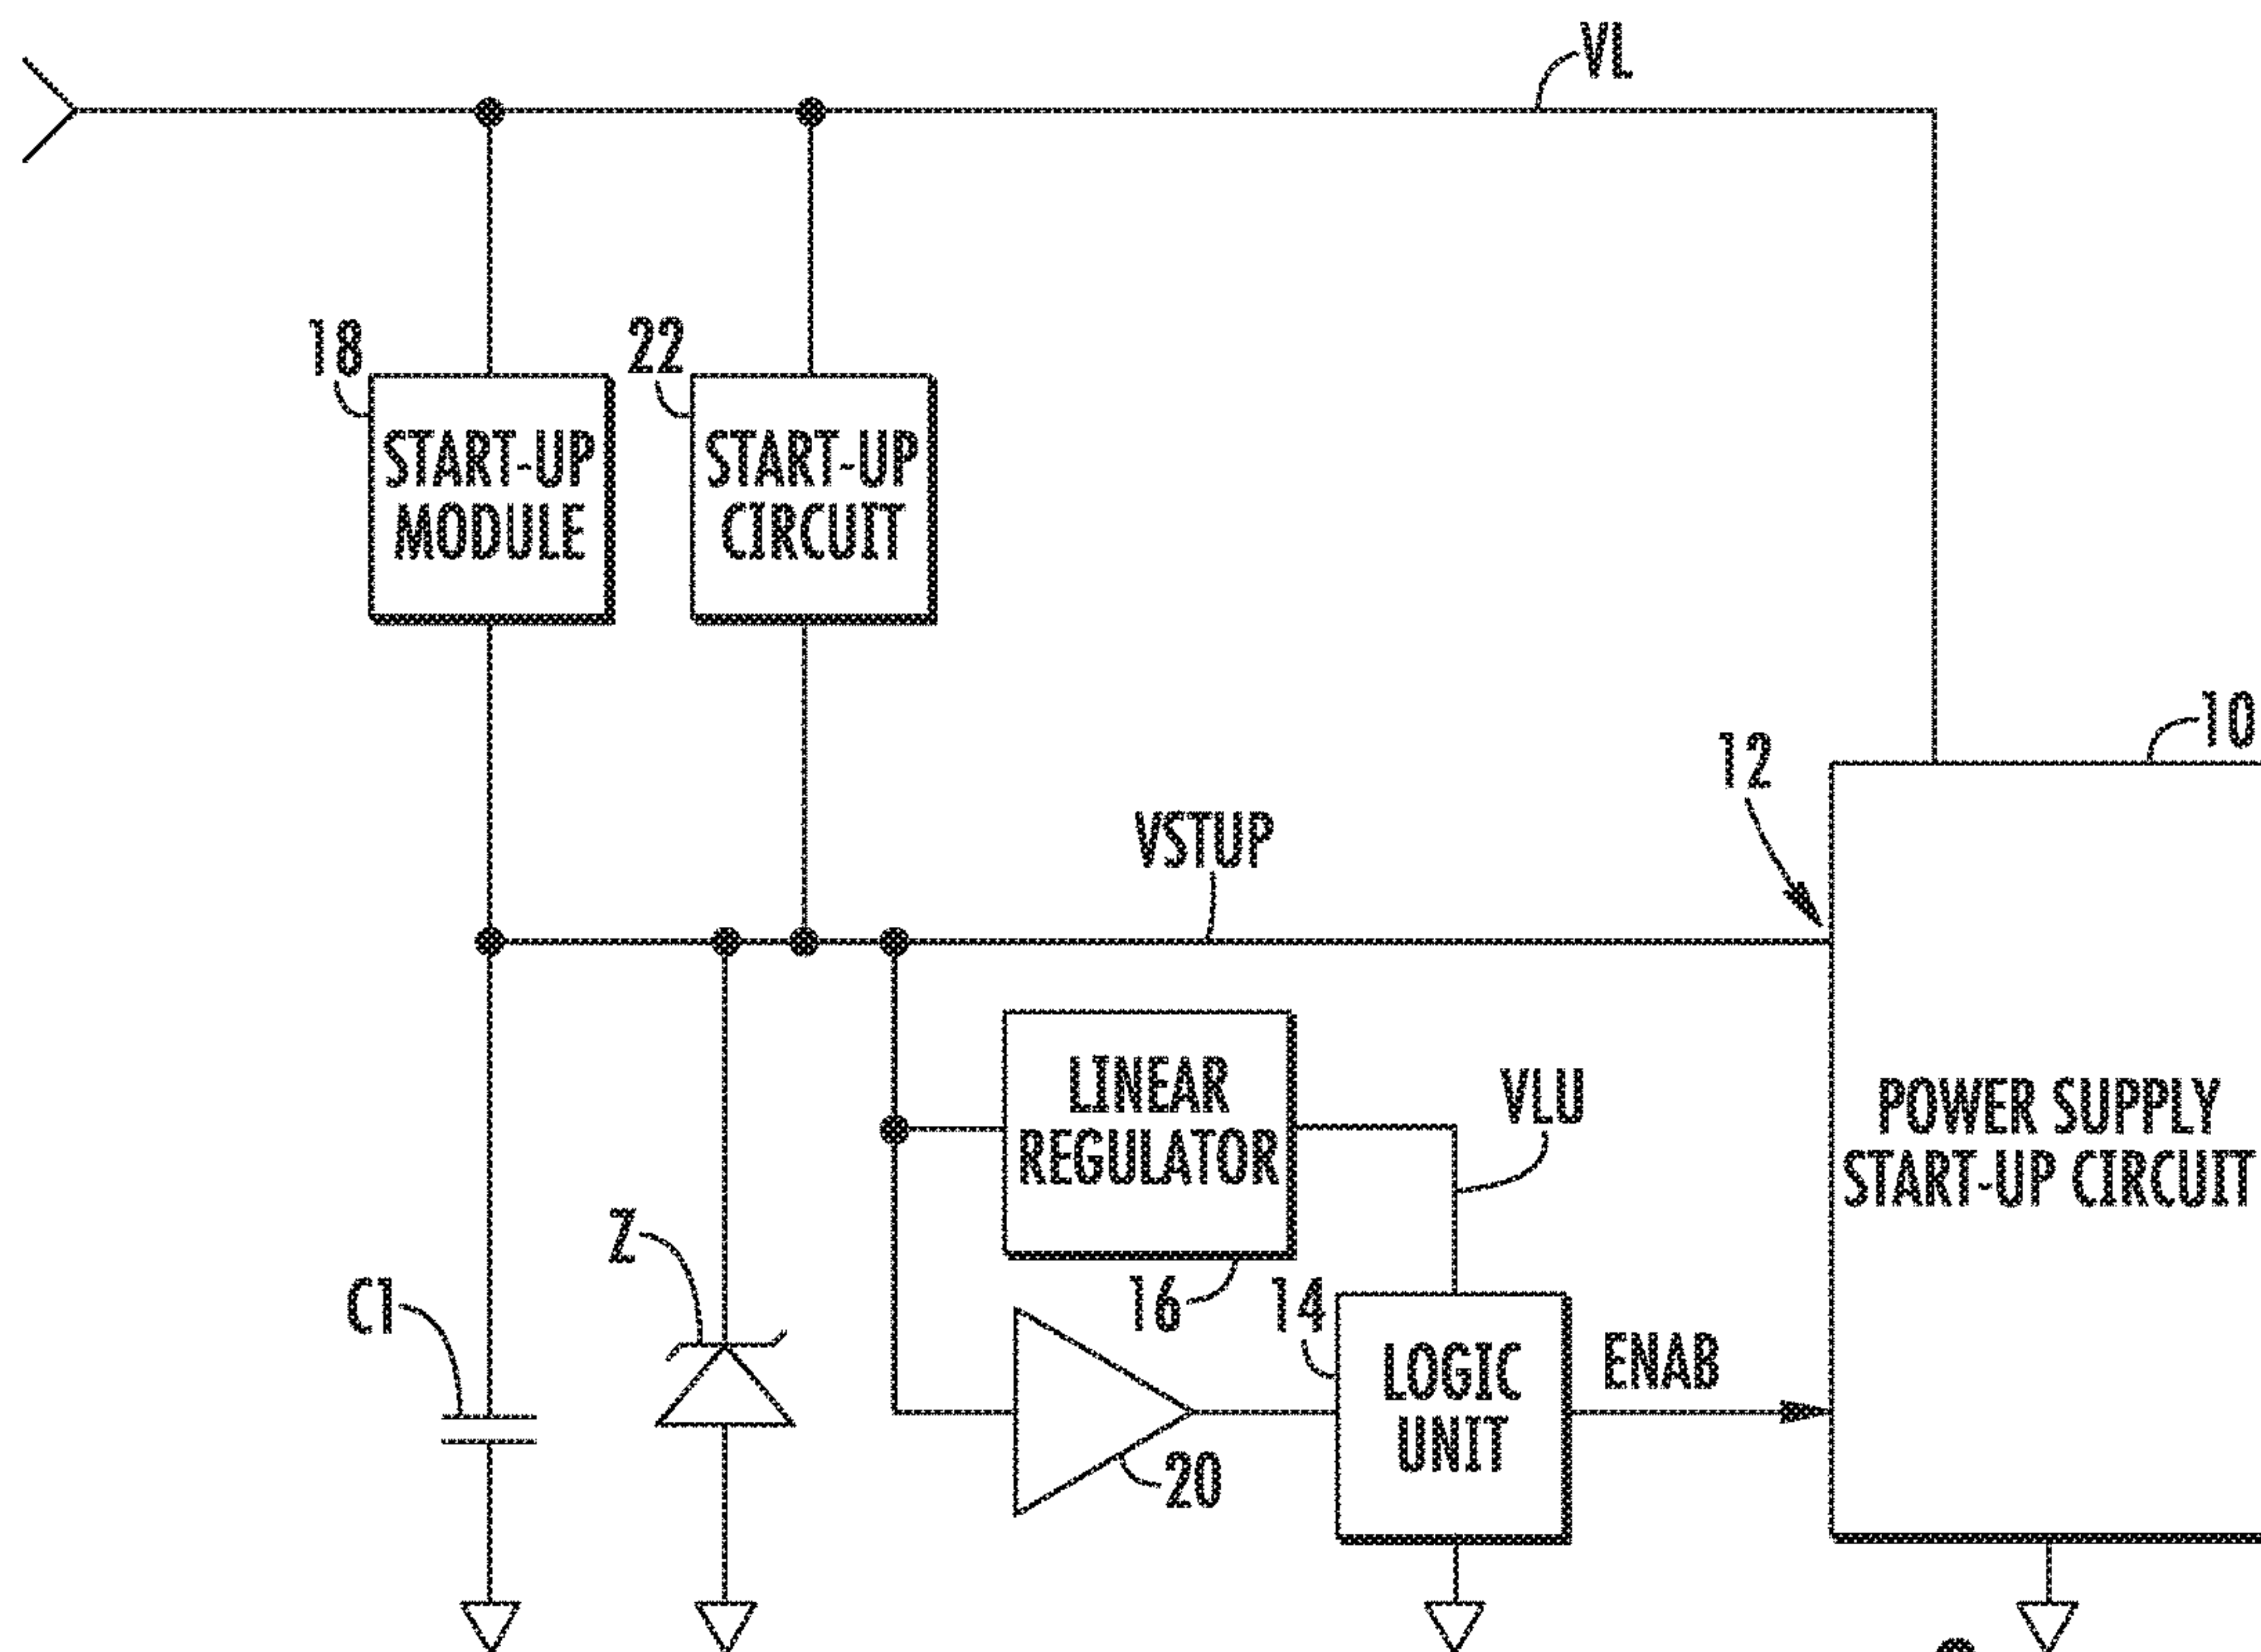 VL
18
22
START-UP
MODULE
START-UP
CIRCUIT
10
12
VSTUP
LINEAR
REGULATOR
VLU
POWER SUPPLY
START-UP CIRCUIT
Z
C1
16
14
LOGIC
UNIT
ENAB
20